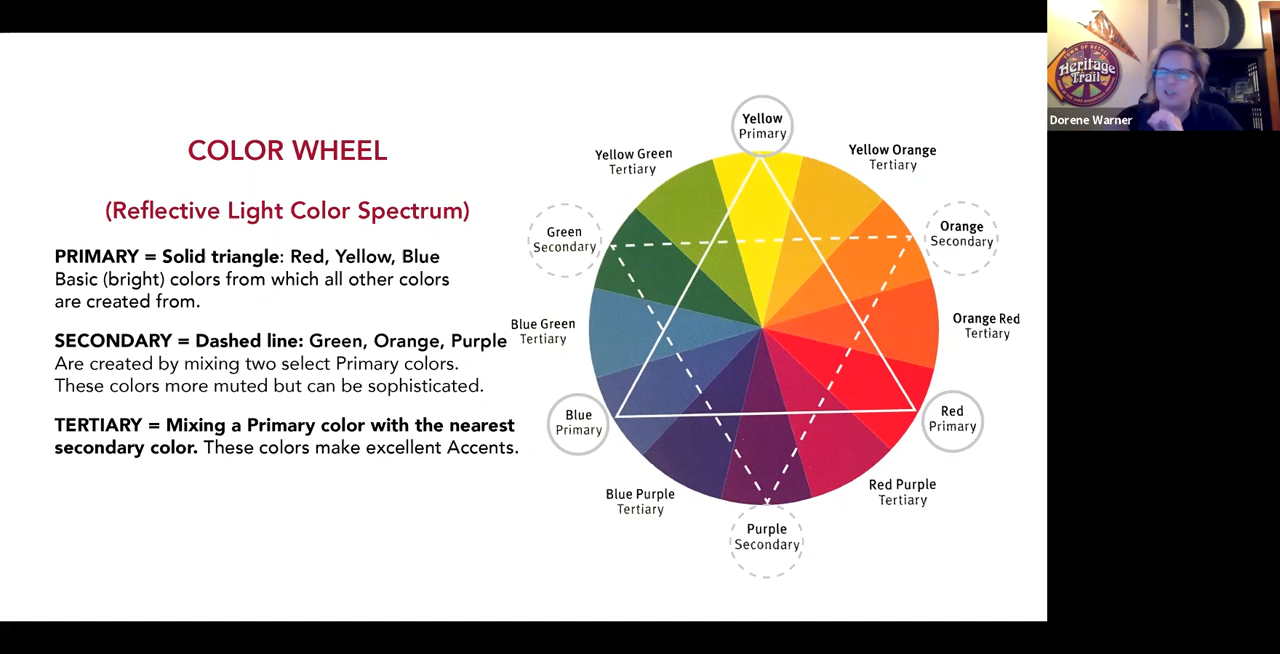 COLOR WHEEL
(Reflective Light Color Spectrum)
PRIMARY = Solid triangle: Red, Yellow, Blue
Basic (bright) colors from which all other colors
are created from.
SECONDARY = Dashed line: Green, Orange, Purple
Are created by mixing two select Primary colors.
These colors more muted but can be sophisticated.
TERTIARY = Mixing a Primary color with the nearest
secondary color. These colors make excellent Accents.
Yellow
Primary
Yellow Orange
Tertiary
Orange
Secondary
Orange Red
Tertiary
Red
Primary
Red Purple
Tertiary
Purple
Secondary
Blue Purple
Tertiary
Blue
Primary
Blue Green
Tertiary
Green
Secondary
Yellow Green
Tertiary
TOWN OF BETHEL
Heritage
Trail
Dorene Warner